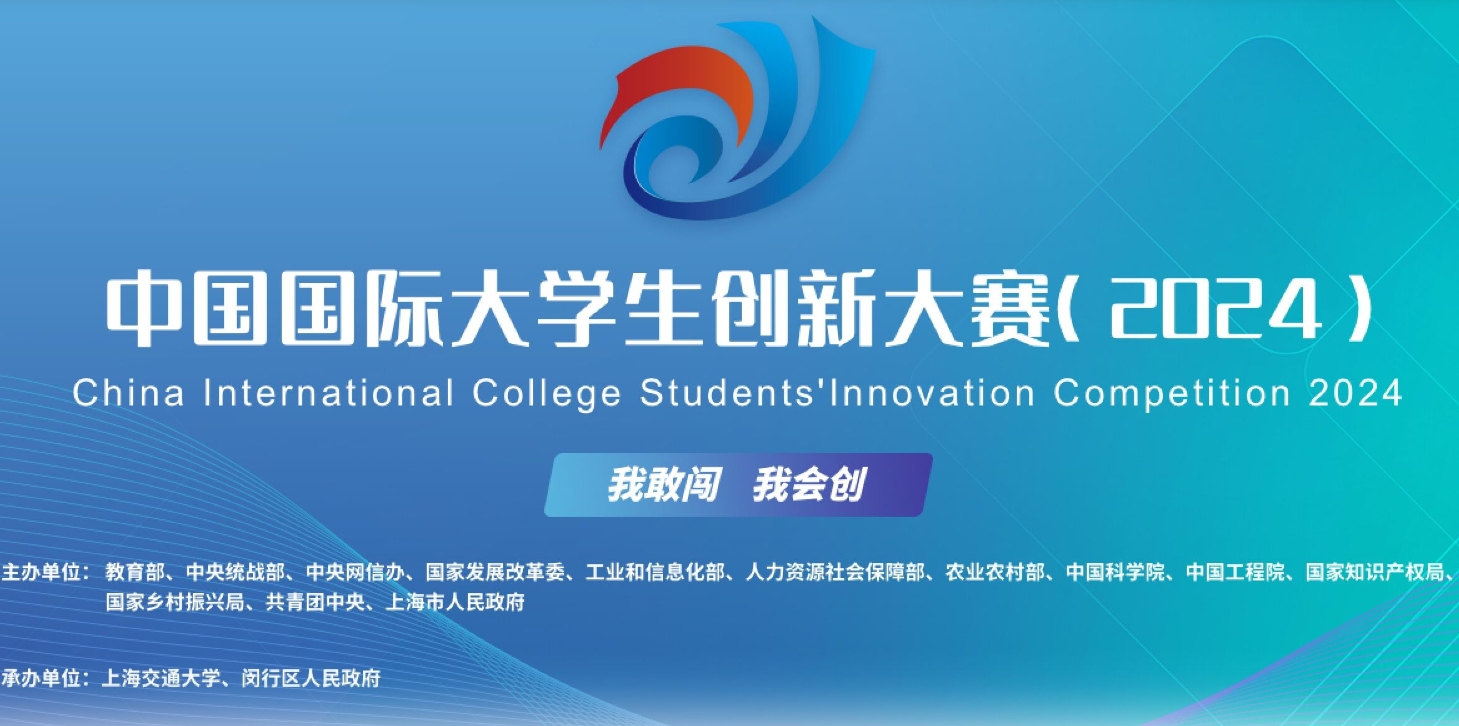 中国国际大学生创新大赛（2024）
China International College Students'Innovation Competition 2024
我敢闯 我会创
主办单位：教育部、中央统战部、中央网信办、国家发展改革委、工业和信息化部、人力资源社会保障部、农业农村部、中国科学院、中国工程院、国家知识产权局、
国家乡村振兴局、共青团中央、上海市人民政府
承办单位：上海交通大学、闵行区人民政府